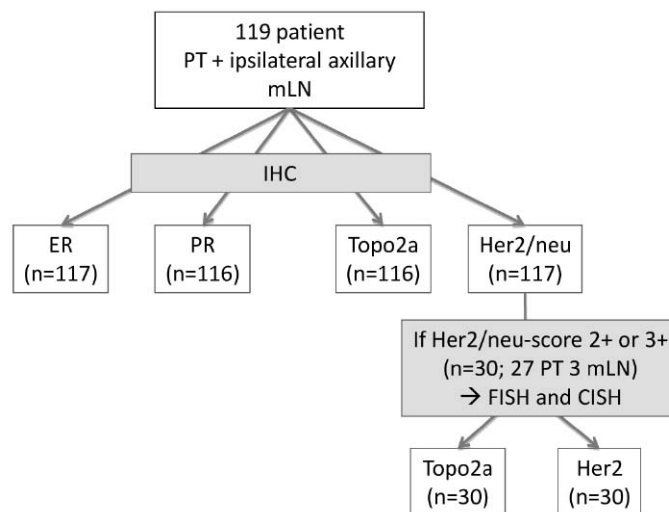 119 patient
PT + ipsilateral axillary
mLN
IHC
ER
(n=117)
PR
(n=116)
Topo2a
(n=116)
Her2/neu
(n=117)
If Her2/neu-score 2+ or 3+
(n=30; 27 PT 3 mLN)
→ FISH and CISH
Topo2a
(n=30)
Her2
(n=30)